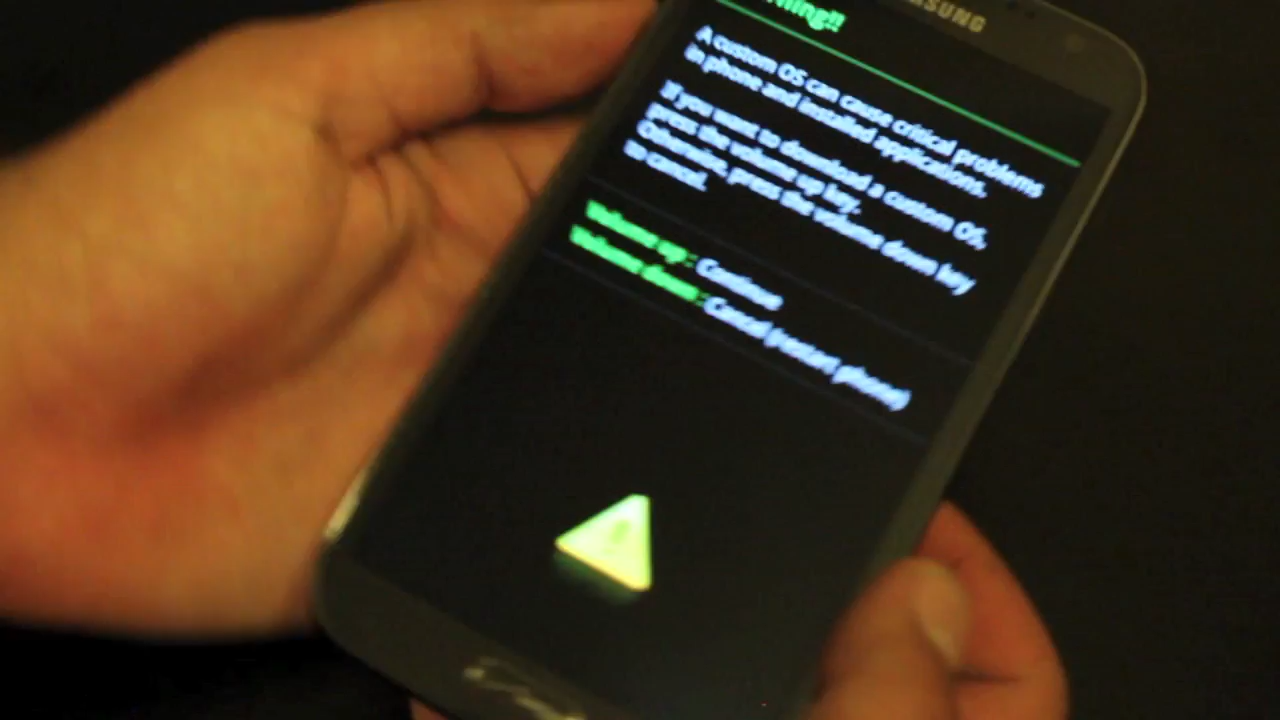 SAMSUNG
A custom OS can cause critical problems
in phone and installed applications.
If you want to download a custom OS,
press the volume up key.
Otherwise, press the volume down key
to cancel.
Volume up : Continue
Volume down : Cancel (restart phone)